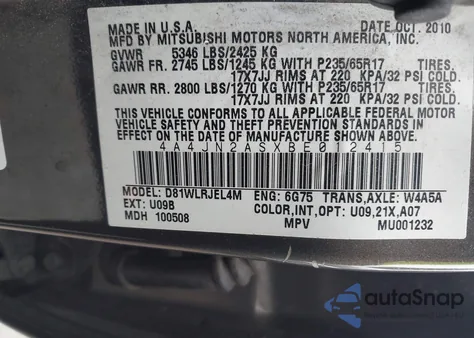 MADE IN U.S.A. DATE OCT. 2010
MFD BY MITSUBISHI MOTORS NORTH AMERICA, INC.
GVWR 5346 LBS/2425 KG
GAWR FR. 2745 LBS/1245 KG WITH P235/65R17
17X7JJ RIMS AT 220 KPA/32 PSI COLD.
GAWR RR. 2800 LBS/1270 KG WITH P235/65R17
17X7JJ RIMS AT 220 KPA/32 PSI COLD.
THIS VEHICLE CONFORMS TO ALL APPLICABLE FEDERAL MOTOR
VEHICLE SAFETY AND THEFT PREVENTION STANDARDS IN
EFFECT ON THE DATE OF MANUFACTURE SHOWN ABOVE.
4A4JN2ASXBE012415
MODEL: D81WLRJEL4M ENG: 6G75 TRANS,AXLE: W4A5A
EXT: U09B COLOR,INT,OPT: U09,21X,A07
MDH 100508 MPV MU001232
autoSnap